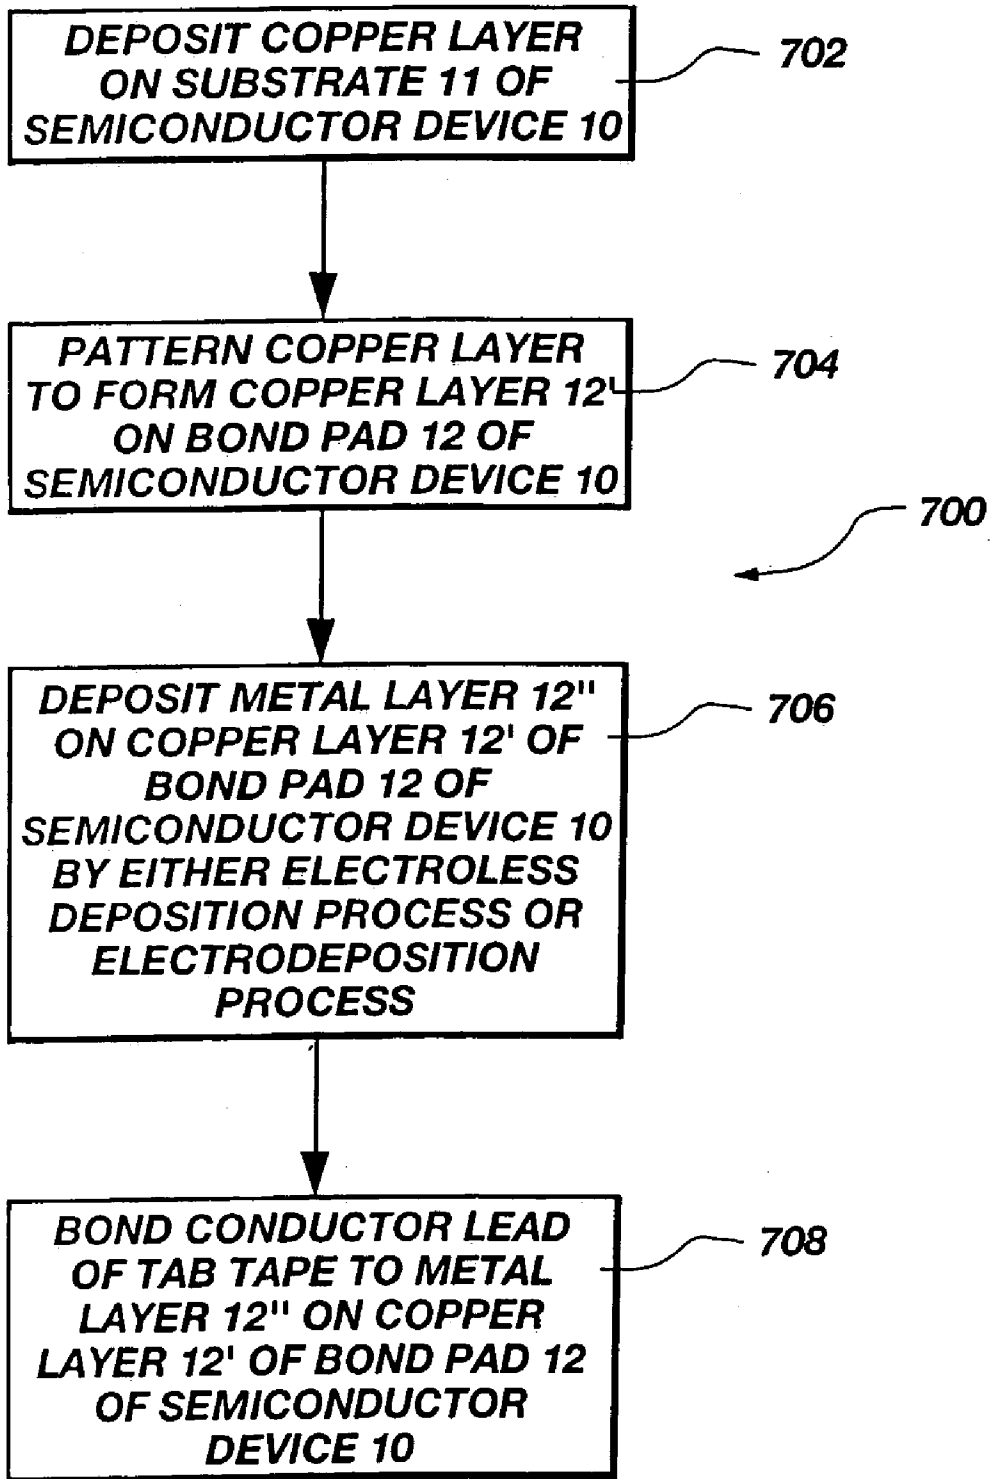 DEPOSIT COPPER LAYER
ON SUBSTRATE 11 OF
SEMICONDUCTOR DEVICE 10
702
PATTERN COPPER LAYER
TO FORM COPPER LAYER 12'
ON BOND PAD 12 OF
SEMICONDUCTOR DEVICE 10
704
700
DEPOSIT METAL LAYER 12"
ON COPPER LAYER 12' OF
BOND PAD 12 OF
SEMICONDUCTOR DEVICE 10
BY EITHER ELECTROLESS
DEPOSITION PROCESS OR
ELECTRODEPOSITION
PROCESS
706
BOND CONDUCTOR LEAD
OF TAB TAPE TO METAL
LAYER 12" ON COPPER
LAYER 12' OF BOND PAD 12
OF SEMICONDUCTOR
DEVICE 10
708